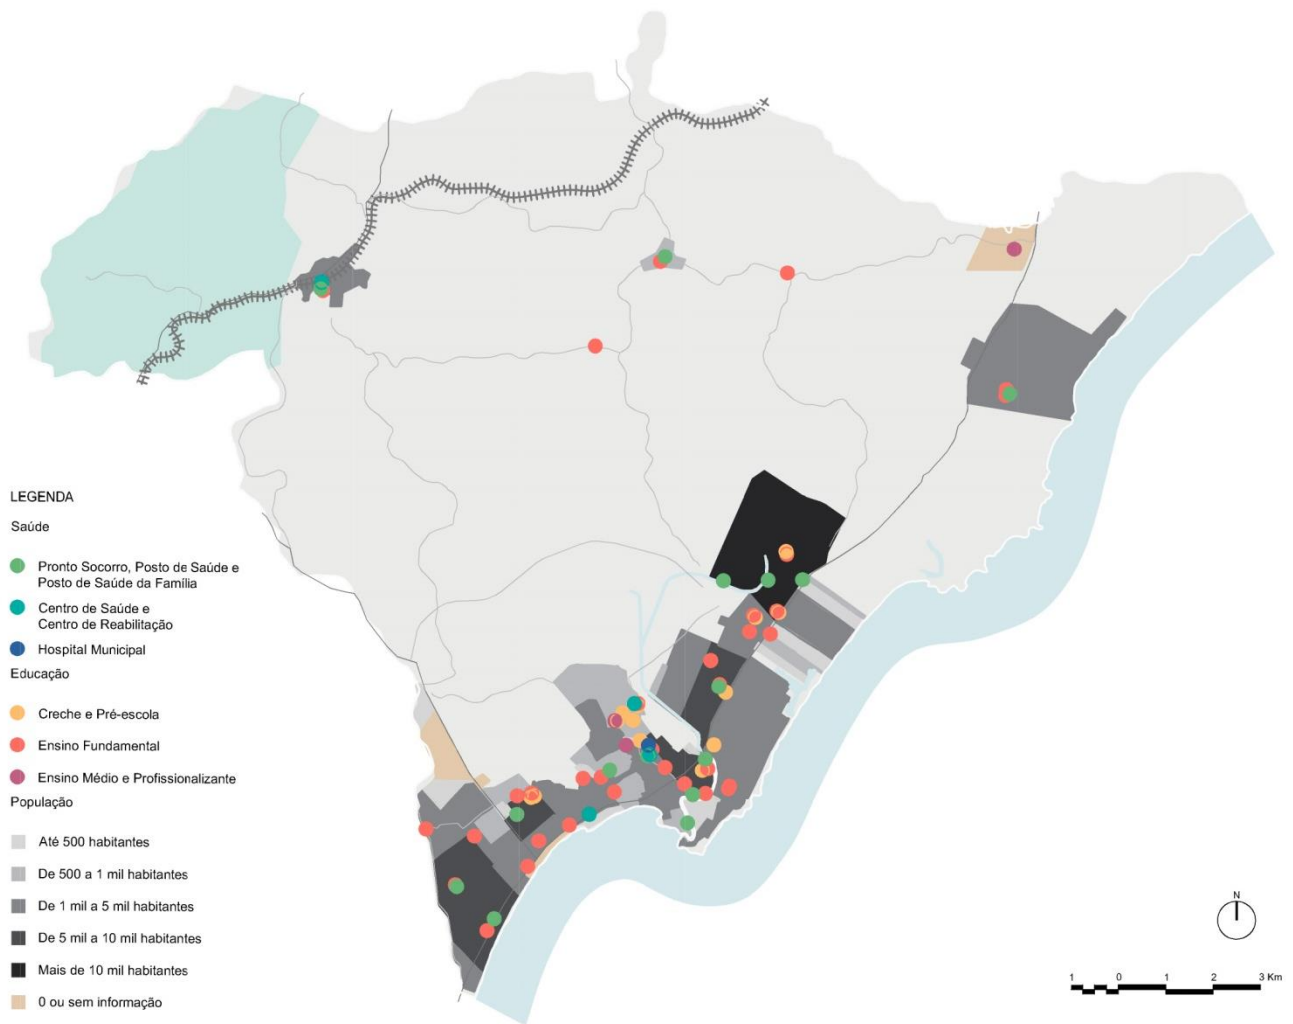 LEGENDA
Saúde
Pronto Socorro, Posto de Saúde e
Posto de Saúde da Família
Centro de Saúde e
Centro de Reabilitação
Hospital Municipal
Educação
Creche e Pré-escola
Ensino Fundamental
Ensino Médio e Profissionalizante
População
Até 500 habitantes
De 500 a 1 mil habitantes
De 1 mil a 5 mil habitantes
De 5 mil a 10 mil habitantes
Mais de 10 mil habitantes
0 ou sem informação
N
1 0 1 2 3 Km